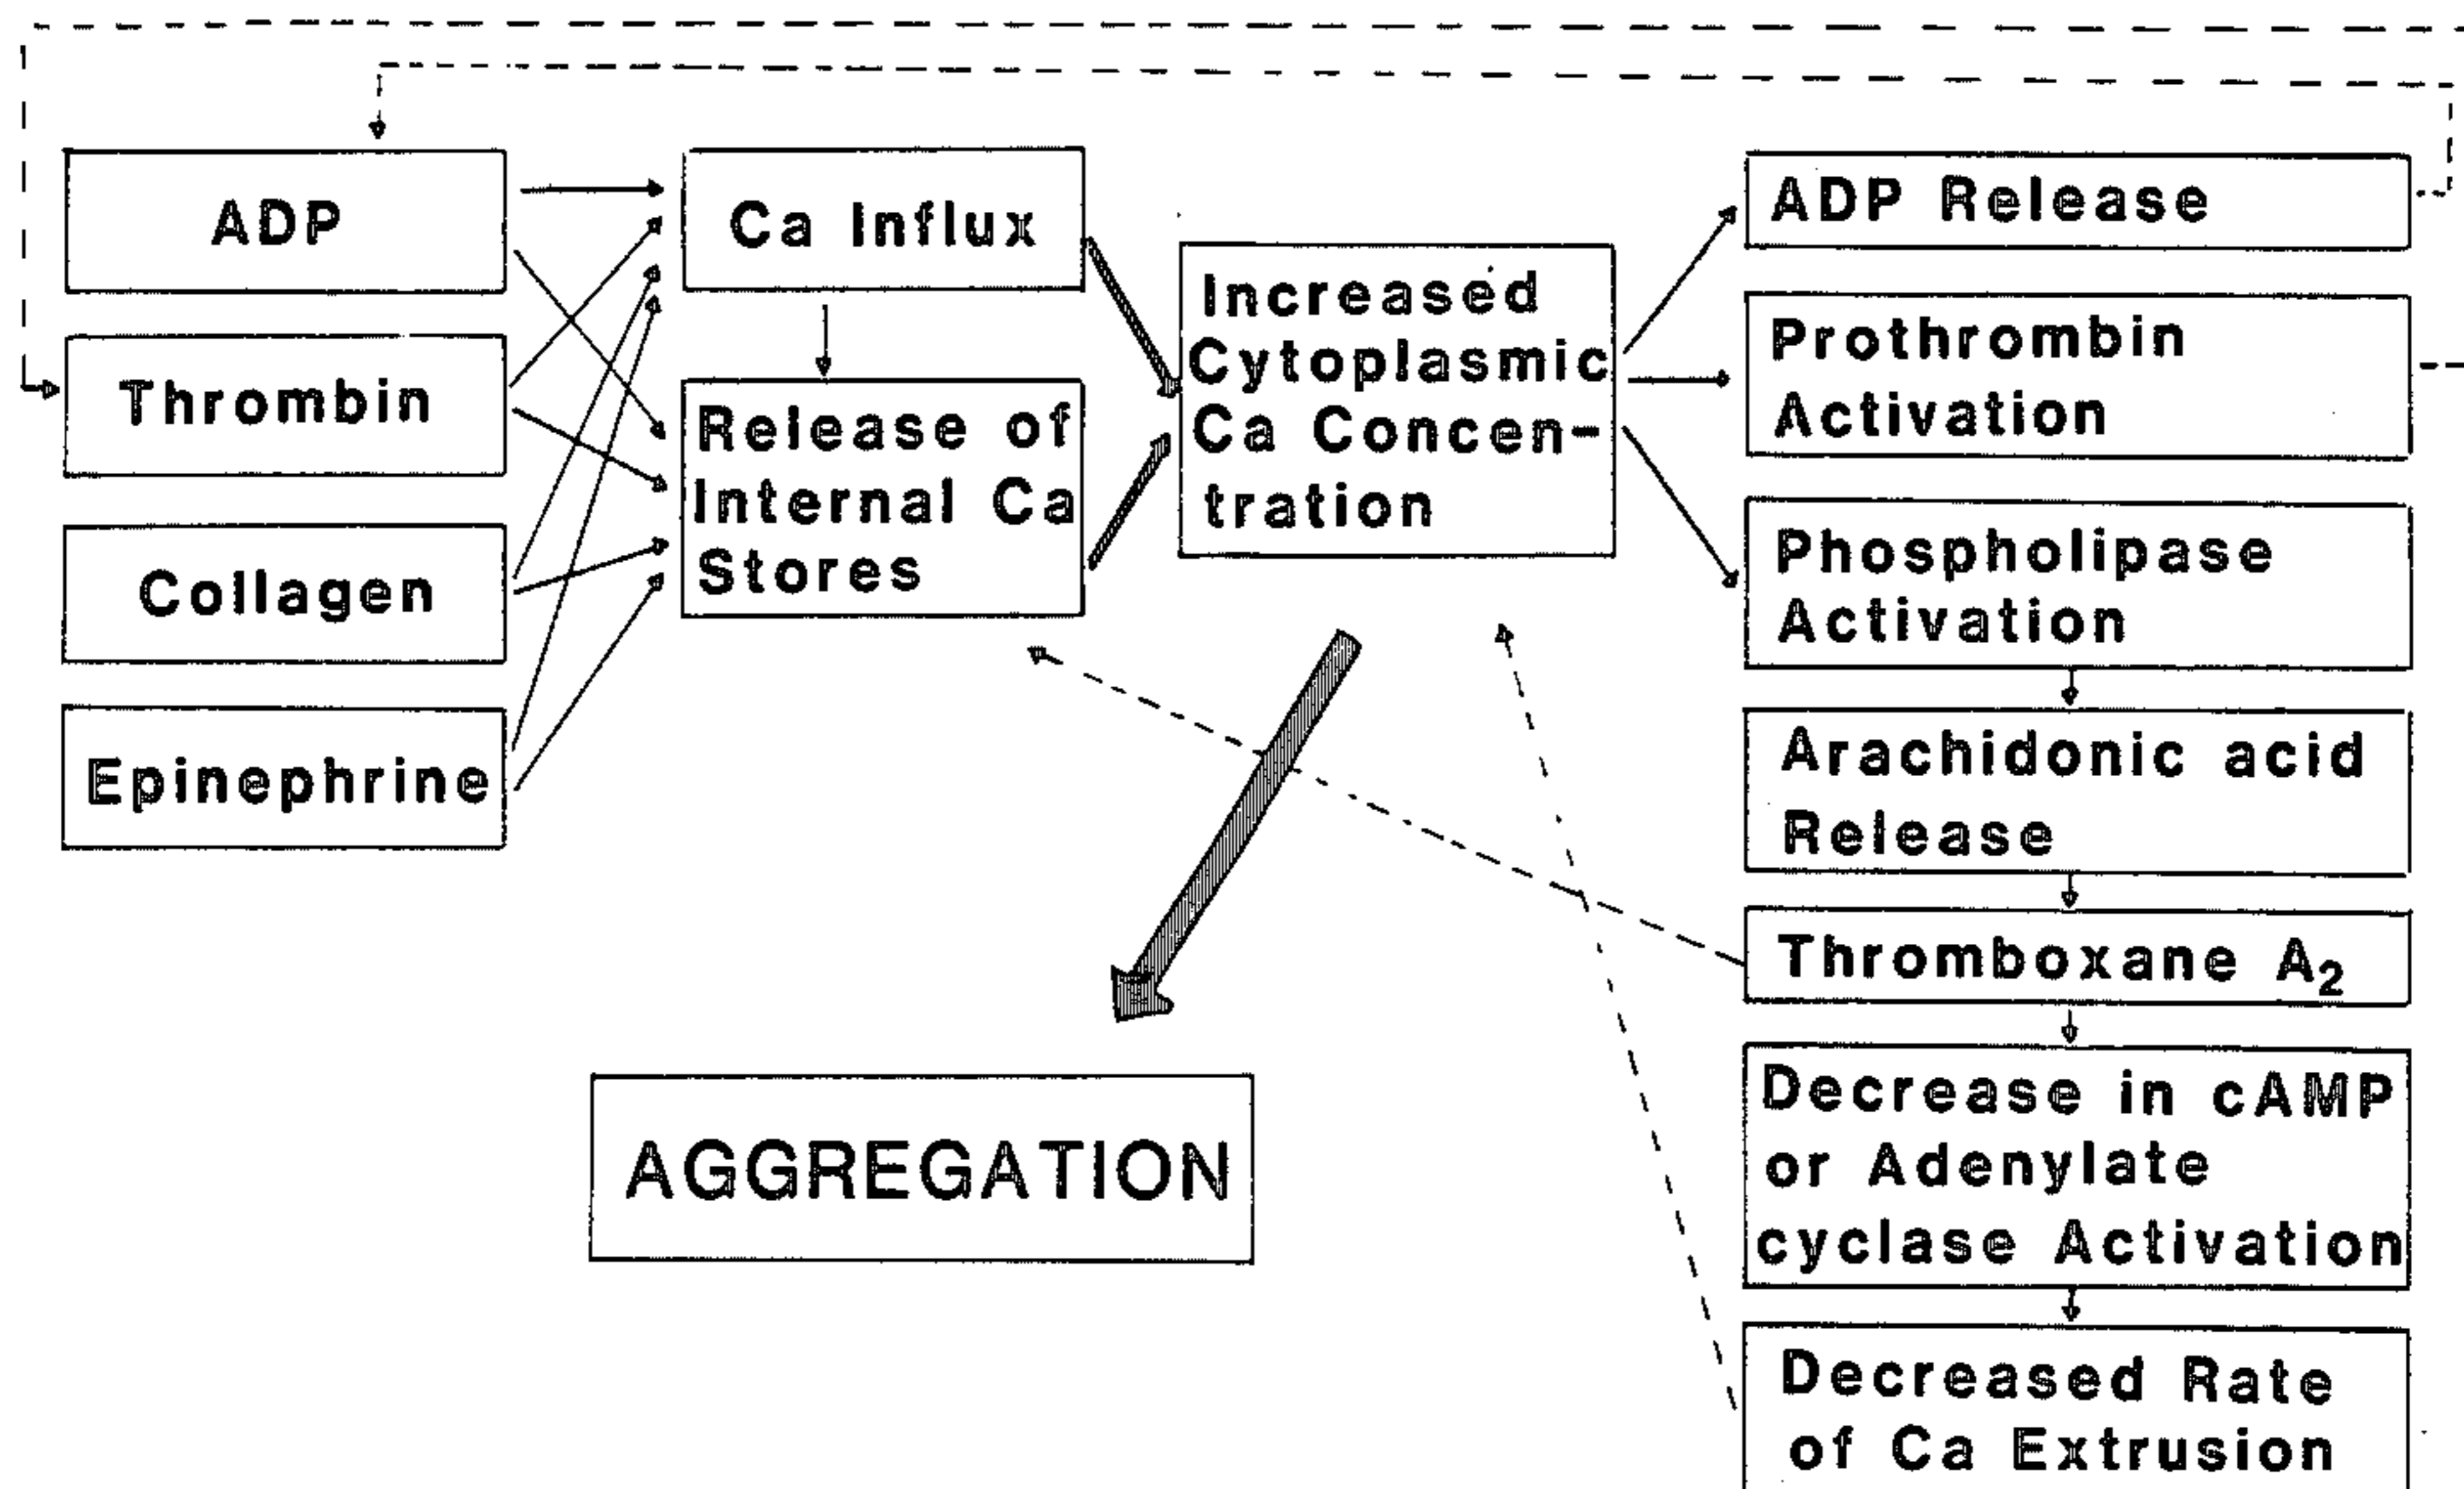 ADP
Thrombin
Collagen
Epinephrine
Ca Influx
Release of
Internal Ca
Stores
Increased
Cytoplasmic
Ca Concen-
tration
ADP Release
Prothrombin
Activation
Phospholipase
Activation
Arachidonic acid
Release
Thromboxane A₂
Decrease in cAMP
or Adenylate
cyclase Activation
Decreased Rate
of Ca Extrusion
AGGREGATION